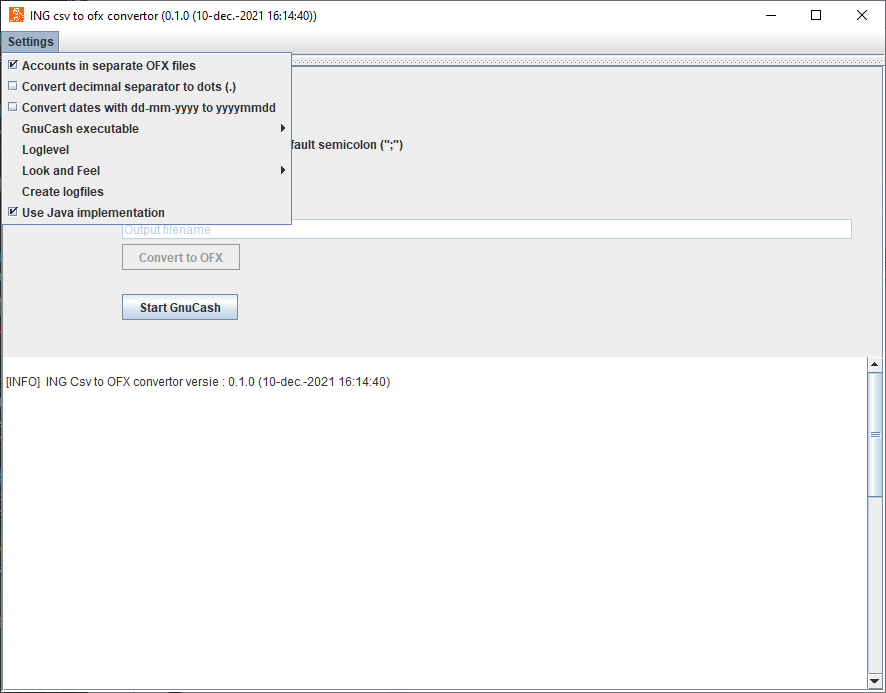 ING csv to ofx convertor (0.1.0 (10-dec.-2021 16:14:40))
Settings
Accounts in separate OFX files
Convert decimnal separator to dots (.)
Convert dates with dd-mm-yyyy to yyyymmdd
GnuCash executable
fault semicolon (";")
Loglevel
Look and Feel
Create logfiles
Use Java implementation
Output filename
Convert to OFX
Start GnuCash
[INFO] ING Csv to OFX convertor versie : 0.1.0 (10-dec.-2021 16:14:40)